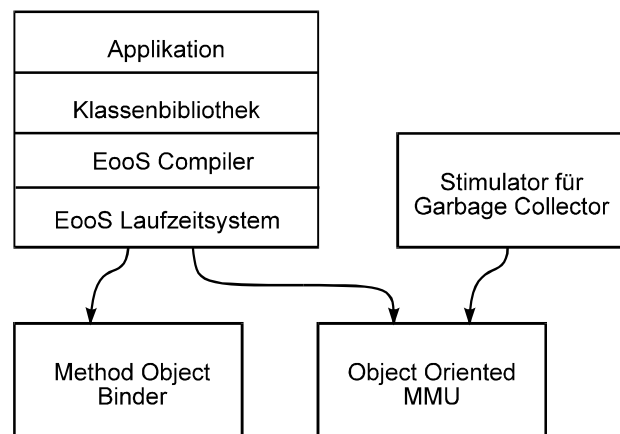 Applikation
Klassenbibliothek
EooS Compiler
EooS Laufzeitsystem
Stimulator für
Garbage Collector
Method Object
Binder
Object Oriented
MMU